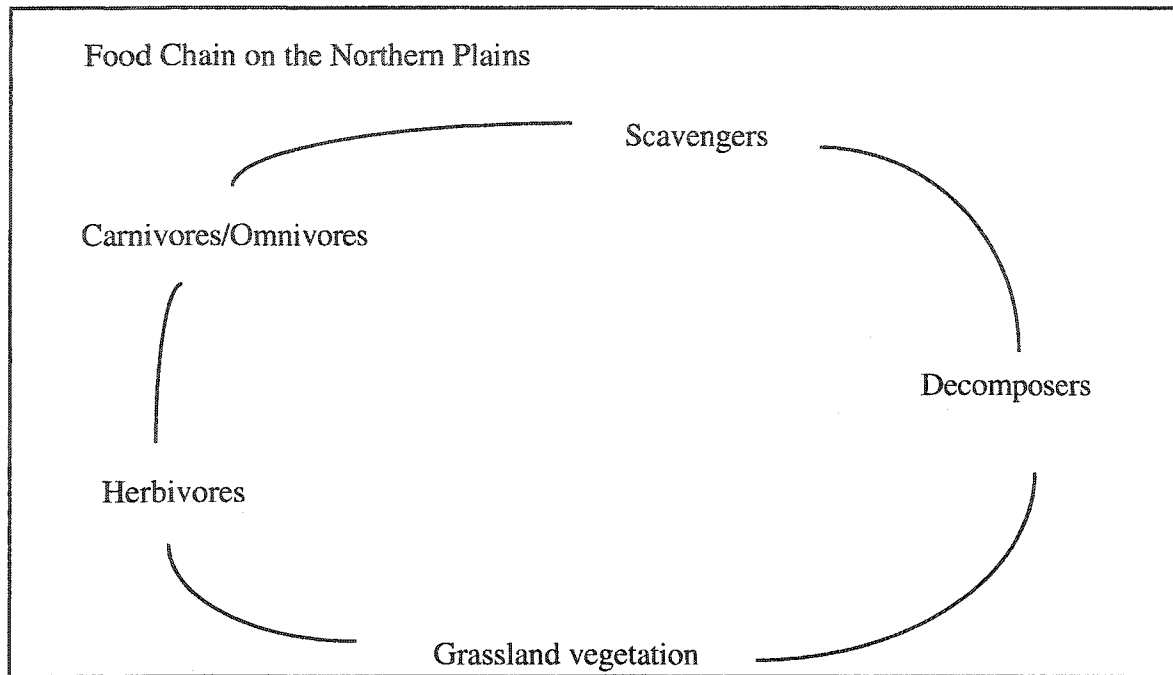 Food Chain on the Northern Plains
Scavengers
Carnivores/Omnivores
Decomposers
Herbivores
Grassland vegetation